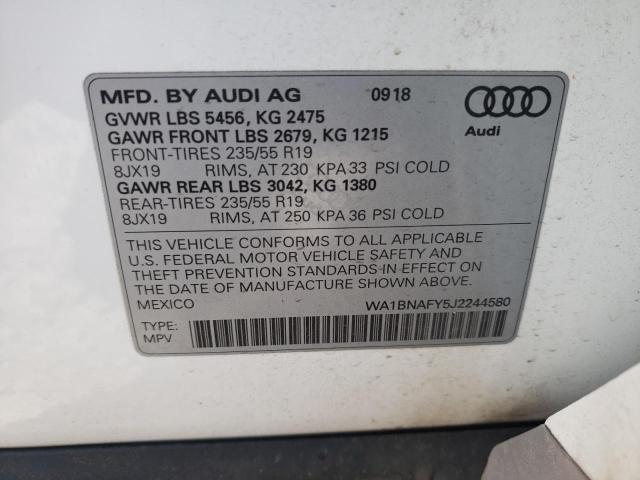 MFD. BY AUDI AG 0918
GVWR LBS 5456, KG 2475
GAWR FRONT LBS 2679, KG 1215
FRONT-TIRES 235/55 R19
8JX19 RIMS, AT 230 KPA 33 PSI COLD
GAWR REAR LBS 3042, KG 1380
REAR-TIRES 235/55 R19
8JX19 RIMS, AT 250 KPA 36 PSI COLD
Audi
THIS VEHICLE CONFORMS TO ALL APPLICABLE
U.S. FEDERAL MOTOR VEHICLE SAFETY AND
THEFT PREVENTION STANDARDS IN EFFECT ON
THE DATE OF MANUFACTURE SHOWN ABOVE.
MEXICO WA1BNAFY5J2244580
TYPE:
MPV